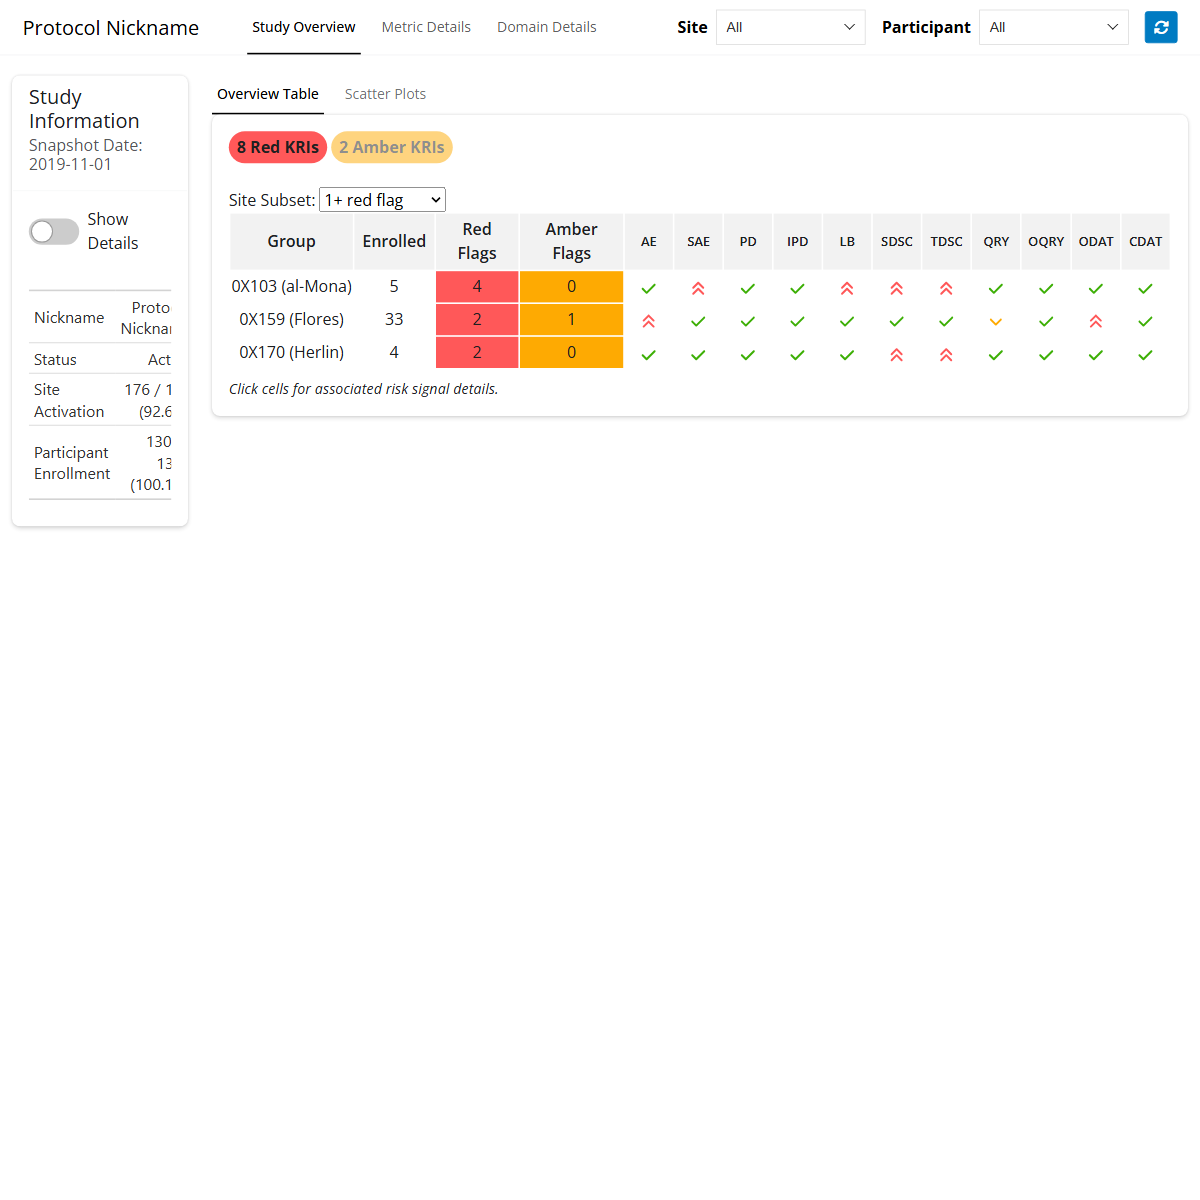 Protocol Nickname
Study Overview Metric Details Domain Details
Site All Participant All
Study
Information
Snapshot Date:
2019-11-01
Show
Details
Nickname
Status
Site 176 / 1
Activation (92.6
Participant
Enrollment
130
(100.1
Overview Table Scatter Plots
8 Red KRIs 2 Amber KRIs
Site Subset: 1+ red flag
Group Enrolled Red Flags Amber Flags AE SAE PD IPD LB SDSC TDSC QRY OQRY ODAT CDAT
0X103 (al-Mona) 5 4 0
0X159 (Flores) 33 2 1
0X170 (Herlin) 4 2 0
Click cells for associated risk signal details.